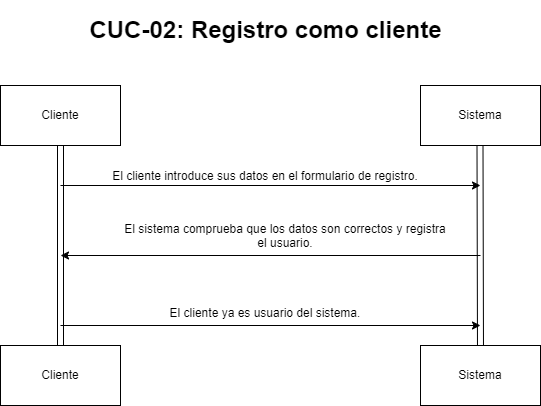 CUC-02: Registro como cliente
Cliente
Sistema
El cliente introduce sus datos en el formulario de registro.
El sistema comprueba que los datos son correctos y registra
el usuario.
El cliente ya es usuario del sistema.
Cliente
Sistema